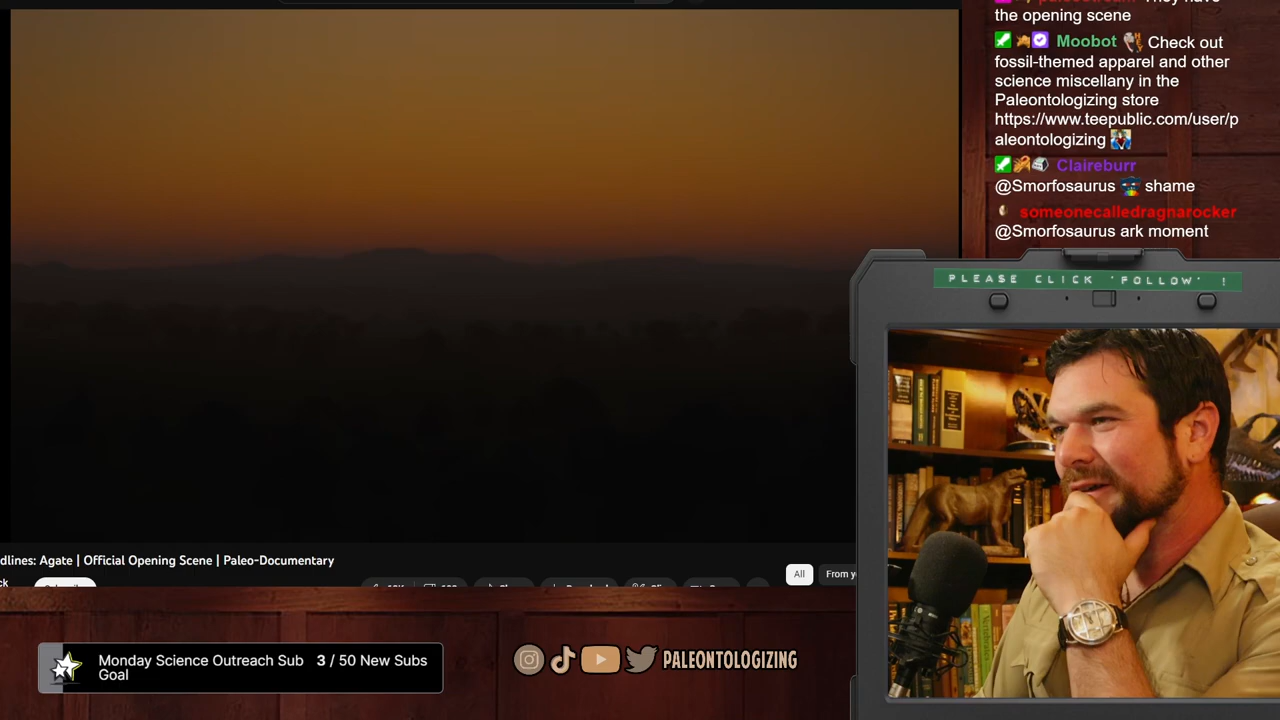 the opening scene
Moobot Check out
fossil-themed apparel and other
science miscellany in the
Paleontologizing store
https://www.teepublic.com/user/p
aleontologizing
Claireburr
@Smorfosaurus shame
someonecalledragnarocker
@Smorfosaurus ark moment
PLEASE CLICK 'FOLLOW' !
dlines: Agate | Official Opening Scene | Paleo-Documentary
All
From y
Monday Science Outreach Sub 3 / 50 New Subs
Goal
PALEONTOLOGIZING